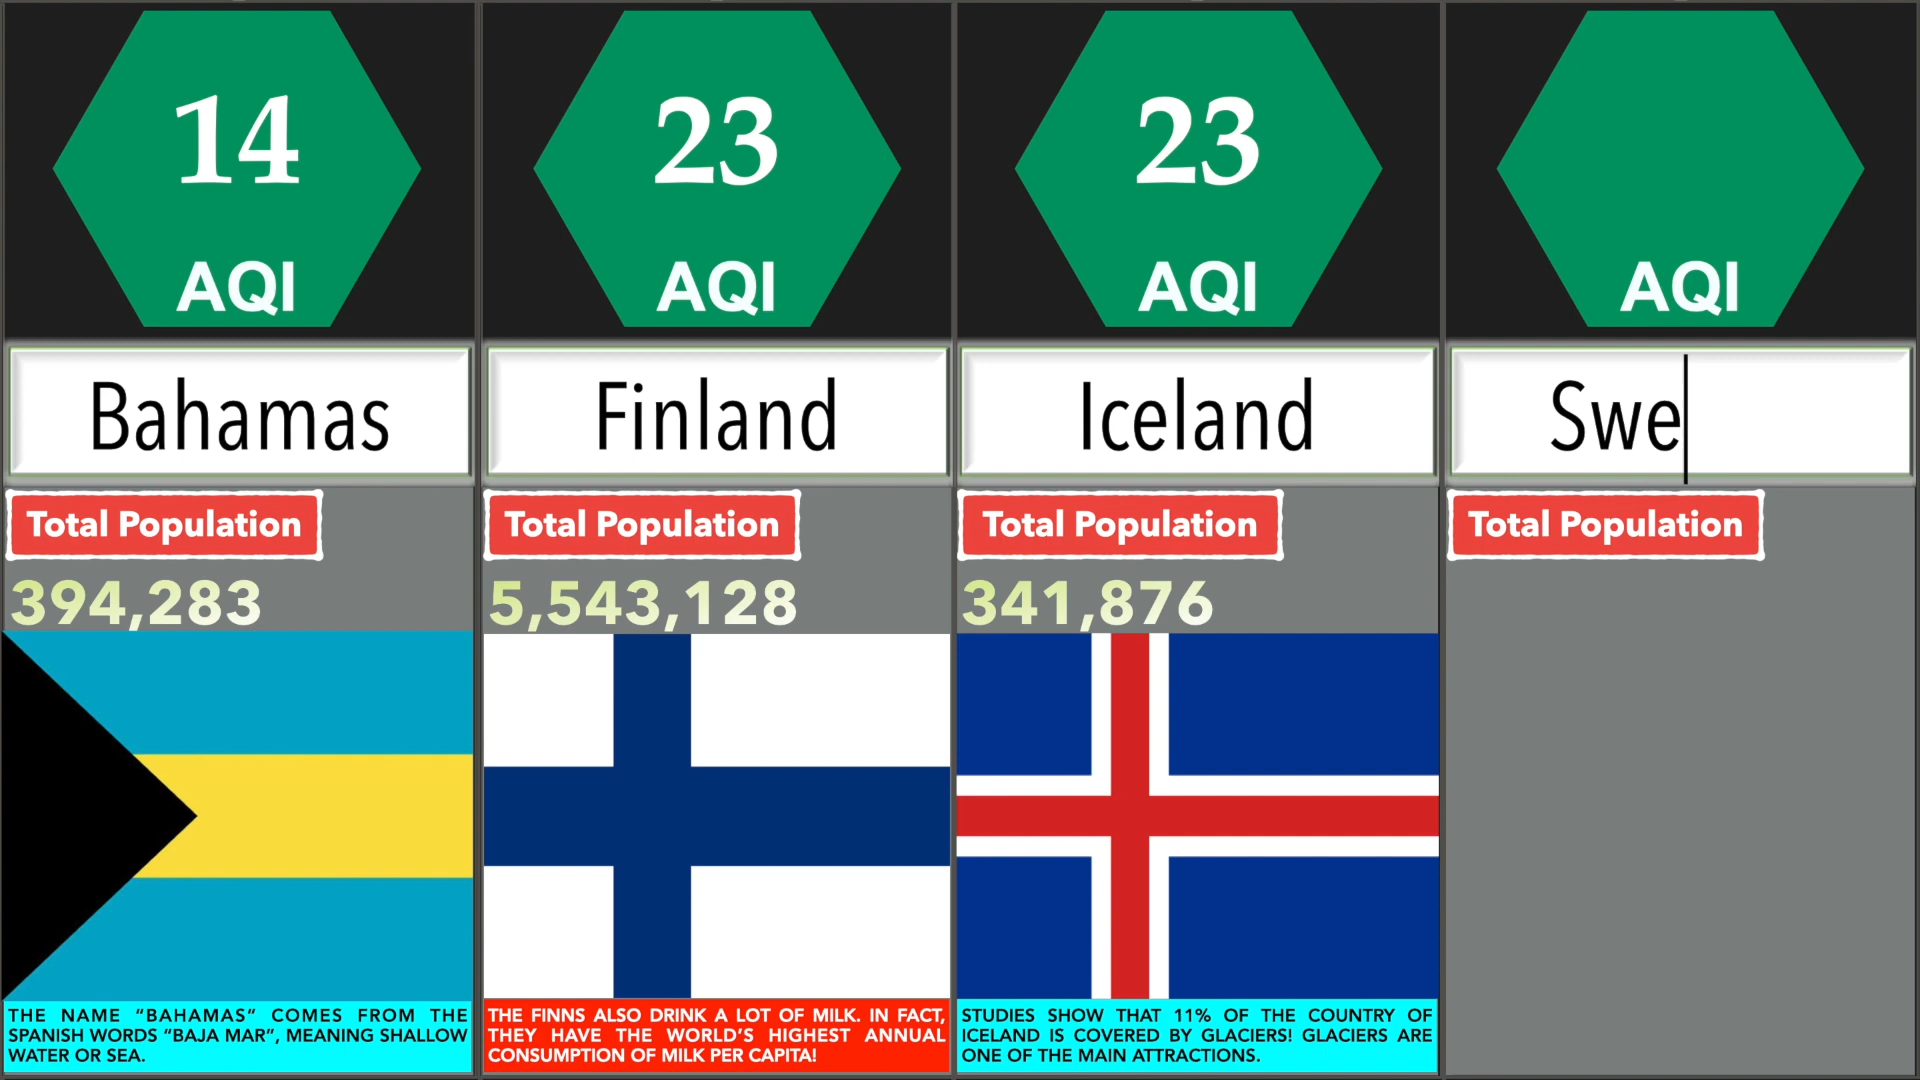 14
AQI
Bahamas
Total Population
394,283
THE NAME “BAHAMAS” COMES FROM THE
SPANISH WORDS “BAJA MAR”, MEANING SHALLOW
WATER OR SEA.
23
AQI
Finland
Total Population
5,543,128
THE FINNS ALSO DRINK A LOT OF MILK. IN FACT,
THEY HAVE THE WORLD’S HIGHEST ANNUAL
CONSUMPTION OF MILK PER CAPITA!
23
AQI
Iceland
Total Population
341,876
STUDIES SHOW THAT 11% OF THE COUNTRY OF
ICELAND IS COVERED BY GLACIERS! GLACIERS ARE
ONE OF THE MAIN ATTRACTIONS.
AQI
Swe
Total Population